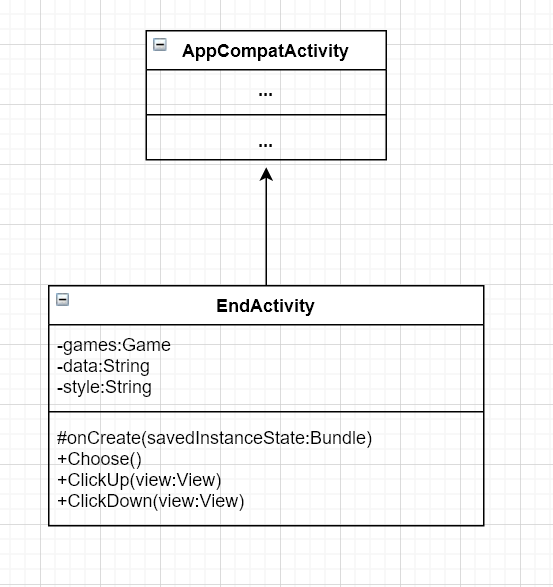 AppCompatActivity
...
...
EndActivity
-games:Game
-data:String
-style:String
#onCreate(savedInstanceState:Bundle)
+Choose()
+ClickUp(view:View)
+ClickDown(view:View)